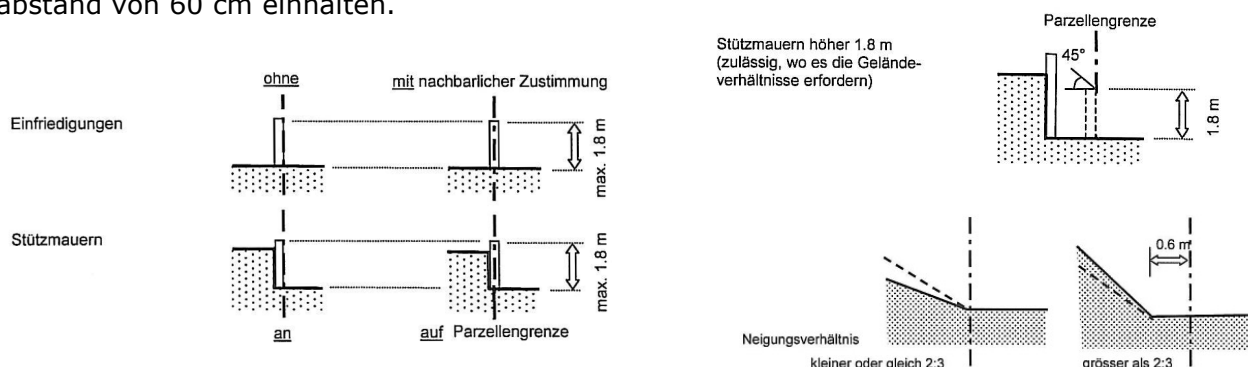 abstand von 60 cm einhalten.
ohne
mit nachbarlicher Zustimmung
Einfriedigungen
max. 1.8 m
Stützmauern
max. 1.8 m
an
auf Parzellengrenze
Parzellengrenze
Stützmauern höher 1.8 m
(zulässig, wo es die Gelände-
verhältnisse erfordern)
45°
1.8 m
0.6 m
Neigungsverhältnis
kleiner oder gleich 2:3
grösser als 2:3